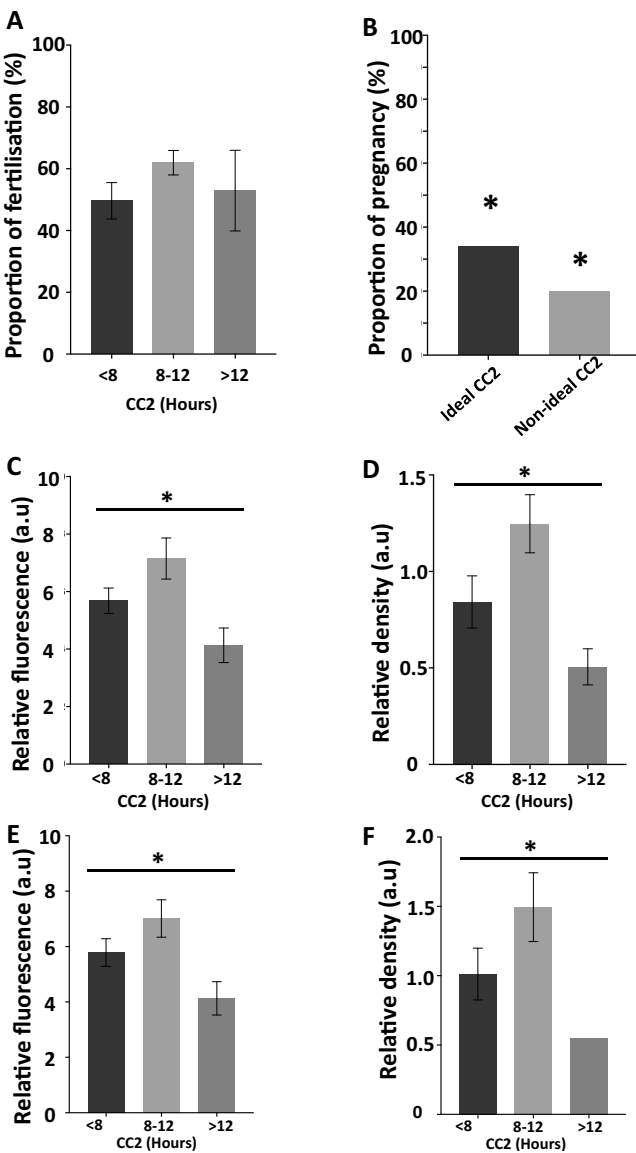 A
Proportion of fertilisation (%)
100
80
60
40
20
0
<8 8-12 >12
CC2 (Hours)
B
Proportion of pregnancy (%)
100
80
60
40
20
0
*
*
Ideal CC2
Non-ideal CC2
C
Relative fluorescence (a.u)
10
8
6
4
2
0
*
<8 8-12 >12
CC2 (Hours)
D
Relative density (a.u)
1.5
1.0
0.5
0
*
<8 8-12 >12
CC2 (Hours)
E
Relative fluorescence (a.u)
10
8
6
4
2
0
*
<8 8-12 >12
CC2 (Hours)
F
Relative density (a.u)
2.0
1.5
1.0
0.5
0
*
<8 8-12 >12
CC2 (Hours)